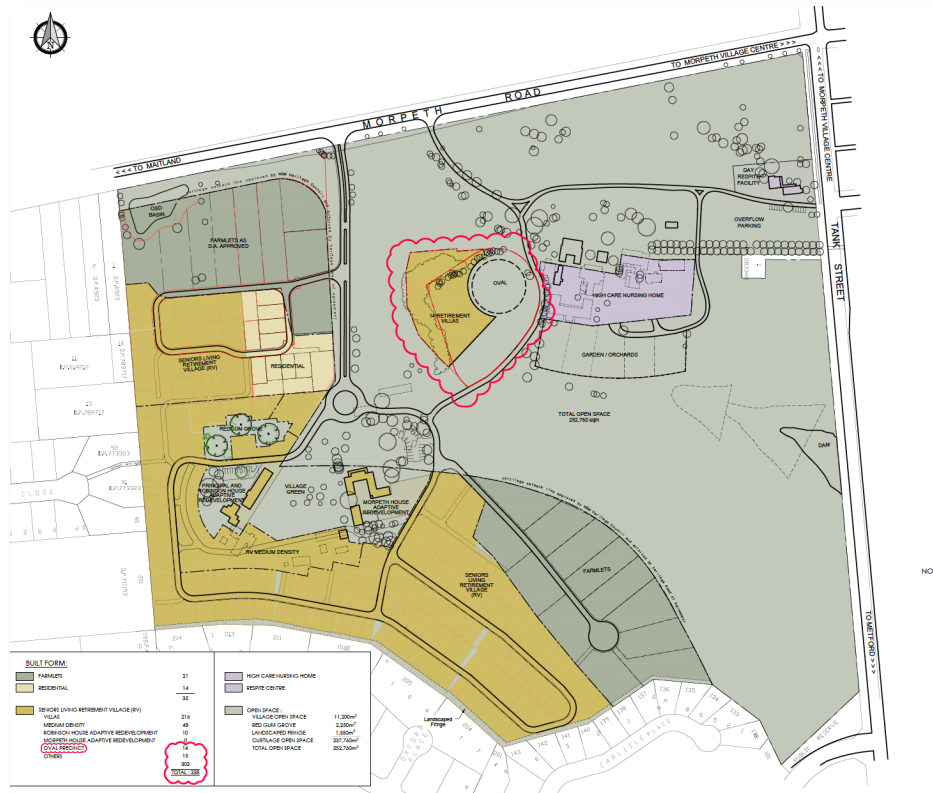 N
TO MORPETH VILLAGE CENTRE > > >
MORPETH ROAD
< < < TO MAITLAND
< < < TO MORPETH VILLAGE CENTRE
TANK STREET
TO METFORD > > >
DAY
RESPITE
FACILITY
OVERFLOW
PARKING
OSD
BASIN
FARMLETS AS
D.A. APPROVED
OVAL
14 RETIREMENT
VILLAS
HIGH CARE NURSING HOME
GARDEN / ORCHARDS
SENIORS LIVING
RETIREMENT
VILLAGE (RV)
RESIDENTIAL
TOTAL OPEN SPACE
252,760 sqm
DAM
REDGUM GROVE
PRINCIPAL AND
ROBINSON HOUSE
ADAPTIVE
REDEVELOPMENT
VILLAGE
GREEN
MORPETH HOUSE
ADAPTIVE
REDEVELOPMENT
RV MEDIUM DENSITY
SENIORS
LIVING
RETIREMENT
VILLAGE
(RV)
FARMLETS
NO
CLOSE
Landscaped
Fringe
CARLISLE PLACE
PUBLIC RESERVE
BUILT FORM:
FARMLETS 21
RESIDENTIAL 14
35
SENIORS LIVING RETIREMENT VILLAGE (RV)
VILLAS 216
MEDIUM DENSITY 48
ROBINSON HOUSE ADAPTIVE REDEVELOPMENT 10
MORPETH HOUSE ADAPTIVE REDEVELOPMENT
OVAL PRECINCT 14
OTHERS 15
303
TOTAL : 338
HIGH CARE NURSING HOME
RESPITE CENTRE
OPEN SPACE :
VILLAGE OPEN SPACE 11,200m²
RED GUM GROVE 2,250m²
LANDSCAPED FRINGE 1,550m²
CURTILAGE OPEN SPACE 237,760m²
TOTAL OPEN SPACE 252,760m²